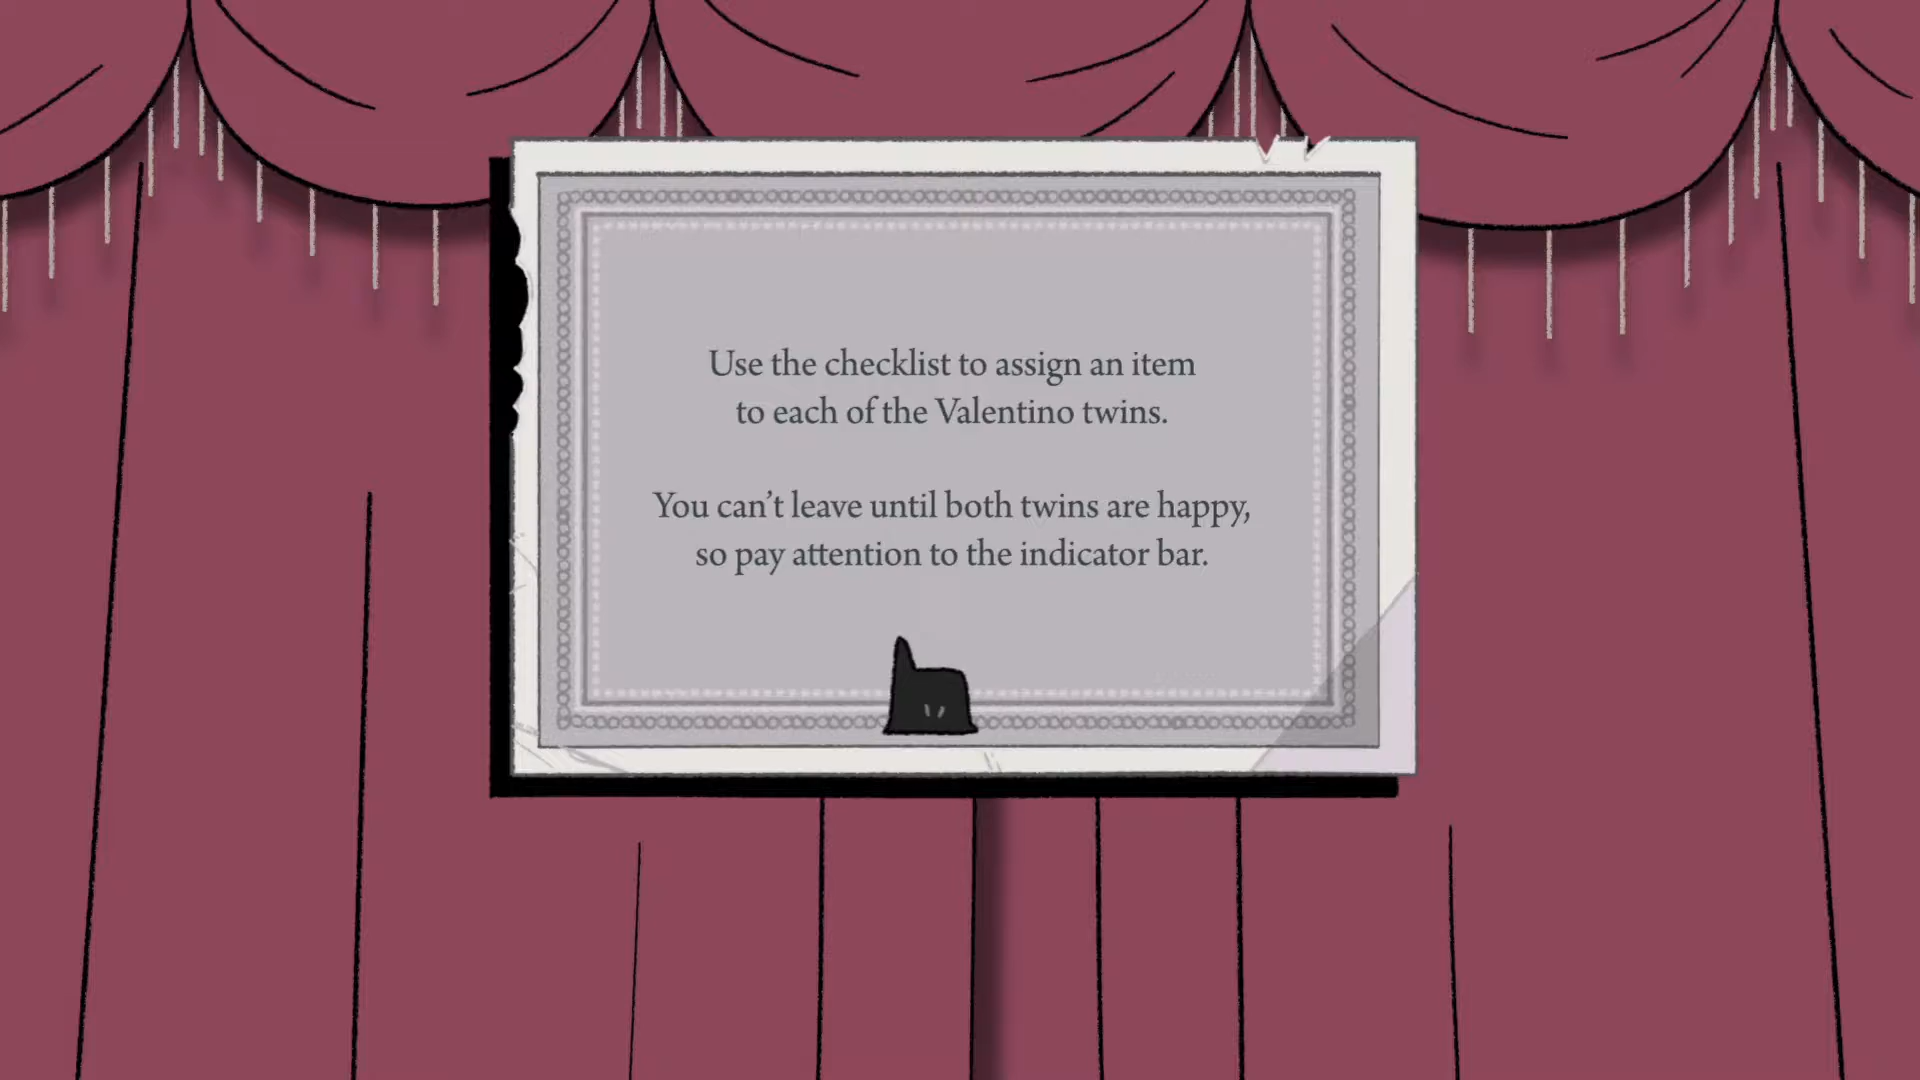 Use the checklist to assign an item
to each of the Valentino twins.
You can’t leave until both twins are happy,
so pay attention to the indicator bar.